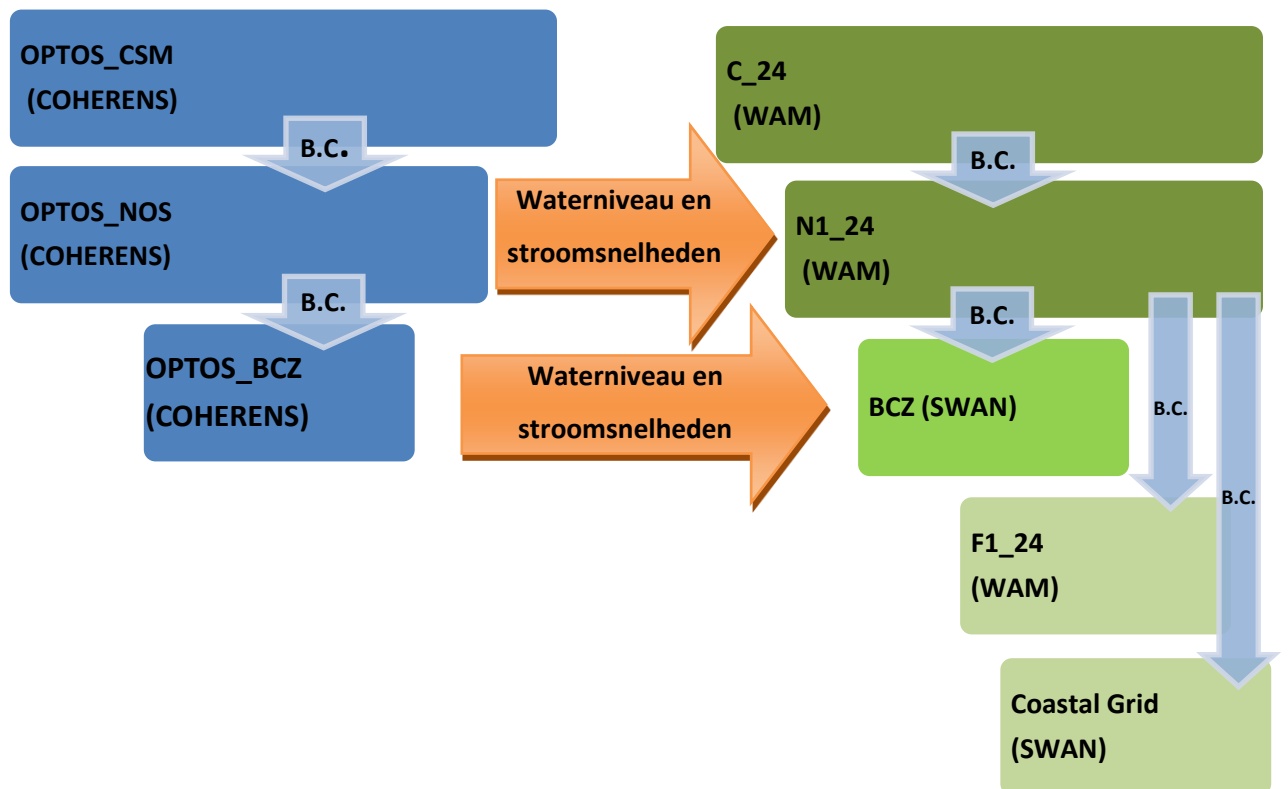 OPTOS_CSM
(COHERENS)
B.C.
OPTOS_NOS
(COHERENS)
B.C.
OPTOS_BCZ
(COHERENS)
Waterniveau en
stroomsnelheden
Waterniveau en
stroomsnelheden
C_24
(WAM)
B.C.
N1_24
(WAM)
B.C.
BCZ (SWAN)
B.C.
B.C.
F1_24
(WAM)
Coastal Grid
(SWAN)